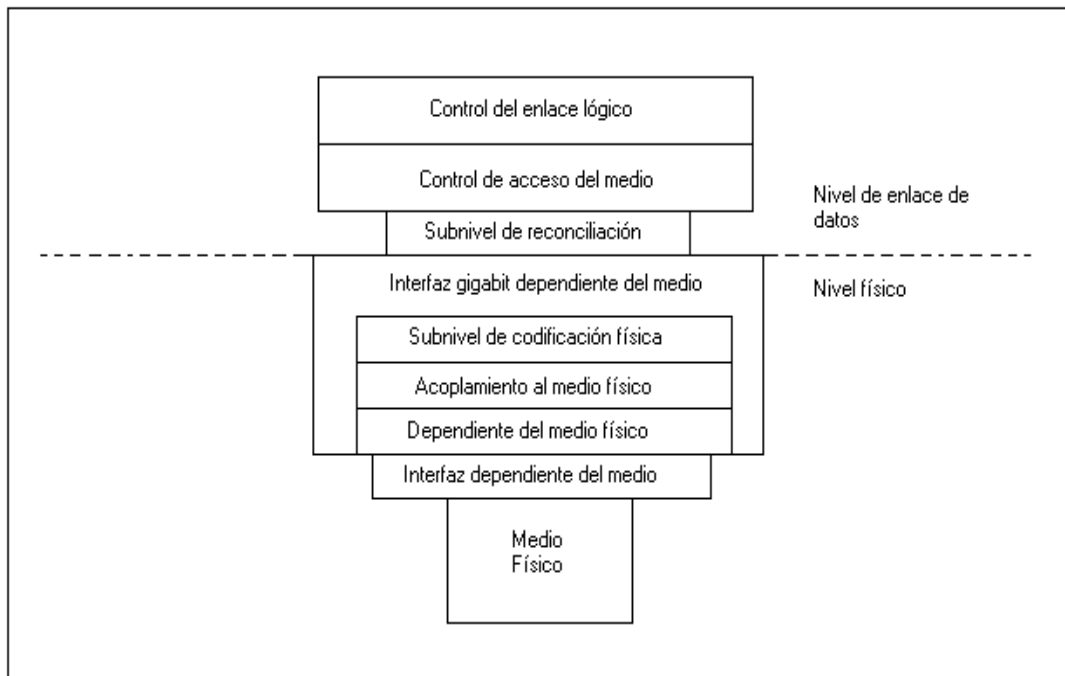 Control del enlace lógico
Control de acceso del medio
Nivel de enlace de
datos
Subnivel de reconciliación
Interfaz gigabit dependiente del medio
Nivel físico
Subnivel de codificación física
Acoplamiento al medio físico
Dependiente del medio físico
Interfaz dependiente del medio
Medio
Físico